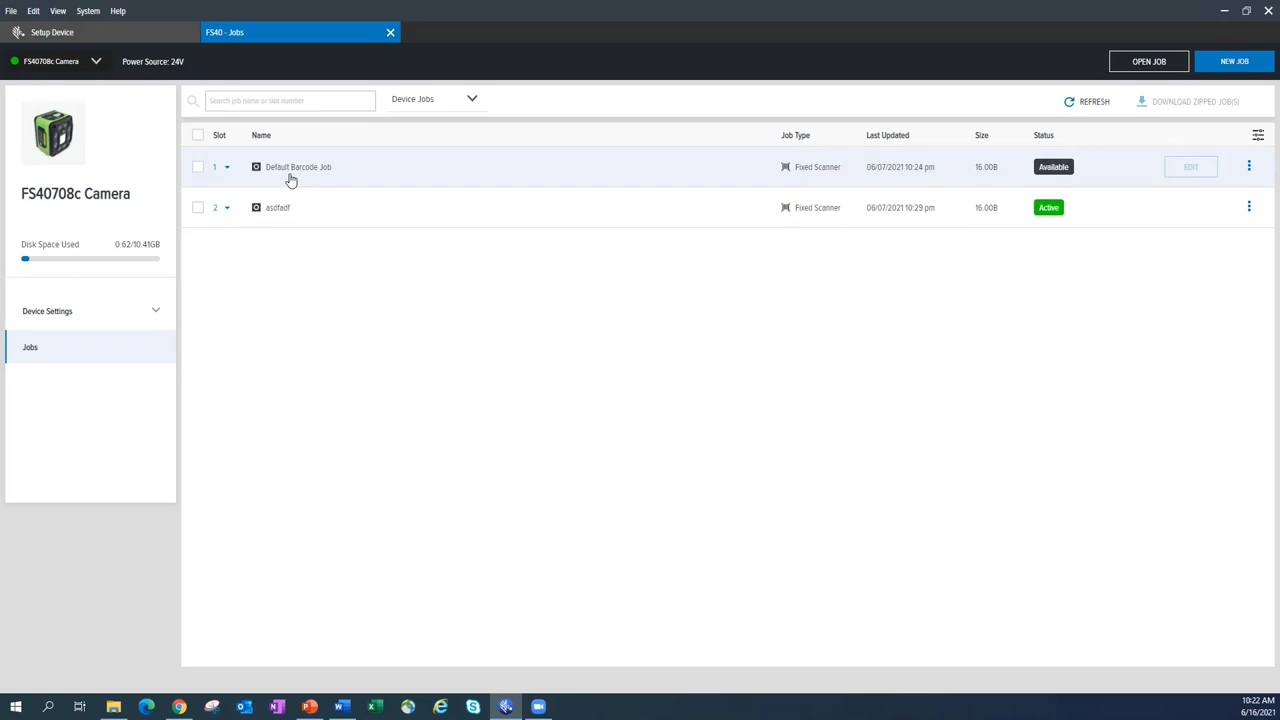 File Edit View System Help
Setup Device FS40 - Jobs
FS40708c Camera Power Source: 24V OPEN JOB NEW JOB
Search job name or slot number Device Jobs REFRESH DOWNLOAD ZIPPED JOB(S)
Slot Name Job Type Last Updated Size Status
1 Default Barcode Job Fixed Scanner 06/07/2021 10:24 pm 16.00B Available EDIT
2 asdfadf Fixed Scanner 06/07/2021 10:29 pm 16.00B Active
FS40708c Camera
Disk Space Used 0.62/10.41GB
Device Settings
Jobs
10:22 AM
6/16/2021